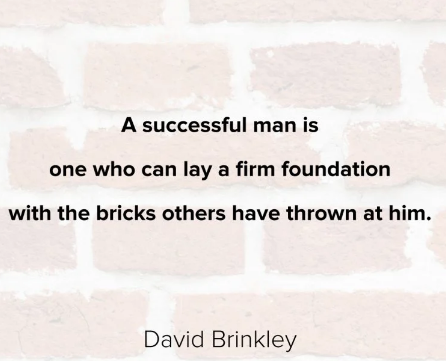 A successful man is
one who can lay a firm foundation
with the bricks others have thrown at him.
David Brinkley